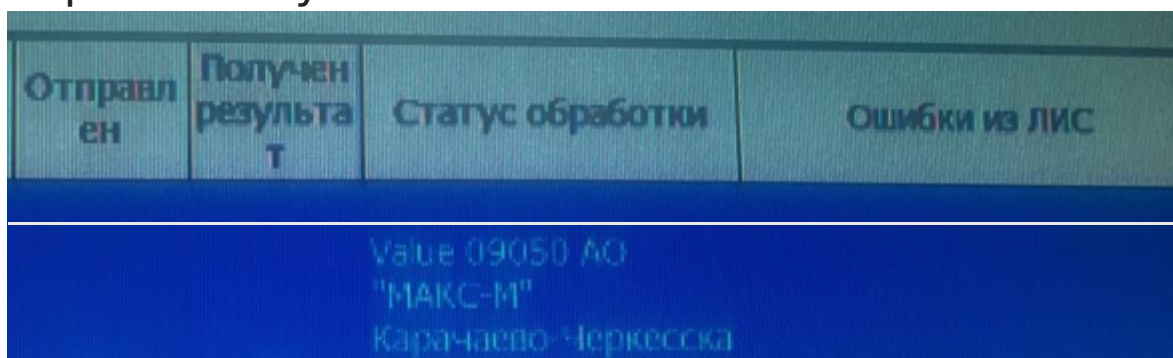 Отправл
ен
Получен
результа
т
Статус обработки
Ошибки из ЛИС
Value 09050 АО
"МАКС-М"
Карачаево-Черкесска